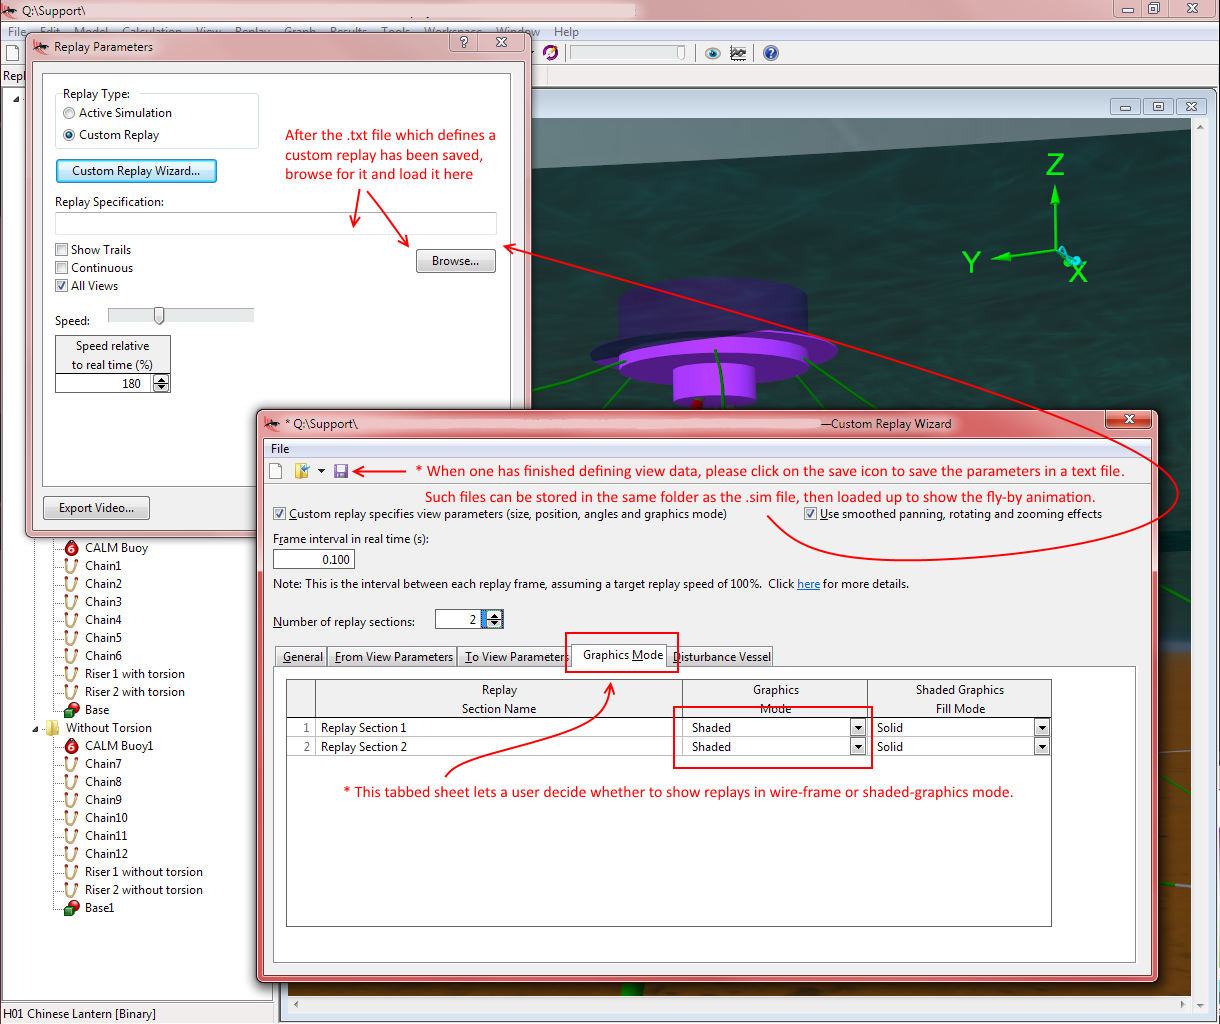 Q:\Support\
File Edit Model Calculation View Replay Graph Results Tools Workspace Window Help
Replay Parameters
?
Repl
Replay Type:
Active Simulation
Custom Replay
Custom Replay Wizard...
Replay Specification:
Show Trails
Continuous
All Views
Browse...
Speed:
Speed relative
to real time (%)
180
Export Video...
After the .txt file which defines a
custom replay has been saved,
browse for it and load it here
Z
Y
X
* Q:\Support\ —Custom Replay Wizard
File
* When one has finished defining view data, please click on the save icon to save the parameters in a text file.
Such files can be stored in the same folder as the .sim file, then loaded up to show the fly-by animation.
Custom replay specifies view parameters (size, position, angles and graphics mode)
Use smoothed panning, rotating and zooming effects
Frame interval in real time (s):
0.100
Note: This is the interval between each replay frame, assuming a target replay speed of 100%. Click here for more details.
Number of replay sections: 2
General From View Parameters To View Parameters Graphics Mode Disturbance Vessel
Replay
Section Name
Graphics
Mode
Shaded Graphics
Fill Mode
1 Replay Section 1 Shaded Solid
2 Replay Section 2 Shaded Solid
* This tabbed sheet lets a user decide whether to show replays in wire-frame or shaded-graphics mode.
CALM Buoy
Chain1
Chain2
Chain3
Chain4
Chain5
Chain6
Riser 1 with torsion
Riser 2 with torsion
Base
Without Torsion
CALM Buoy1
Chain7
Chain8
Chain9
Chain10
Chain11
Chain12
Riser 1 without torsion
Riser 2 without torsion
Base1
H01 Chinese Lantern [Binary]